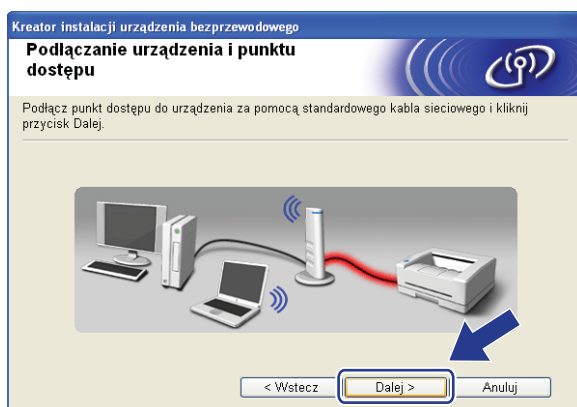 Kreator instalacji urządzenia bezprzewodowego
Podłączanie urządzenia i punktu
dostępu
Podłącz punkt dostępu do urządzenia za pomocą standardowego kabla sieciowego i kliknij
przycisk Dalej.
< Wstecz Dalej > Anuluj